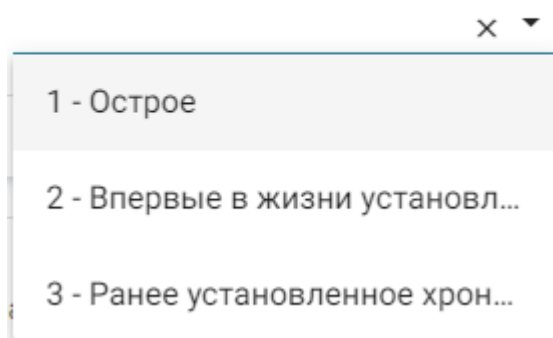 1 - Острое
2 - Впервые в жизни установл...
3 - Ранее установленное хрон...